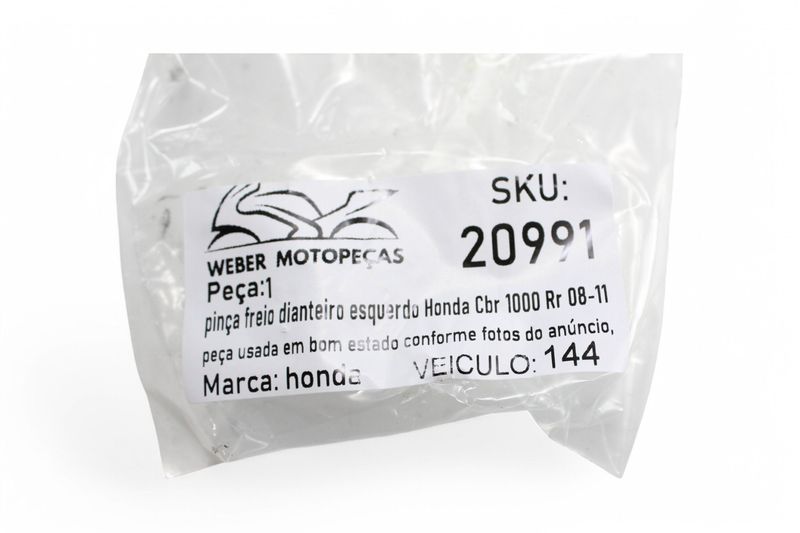 WEBER MOTOPEÇAS
SKU:
20991
Peça:1
pinça freio dianteiro esquerdo Honda Cbr 1000 Rr 08-11
peça usada em bom estado conforme fotos do anúncio,
Marca: honda
VEICULO: 144